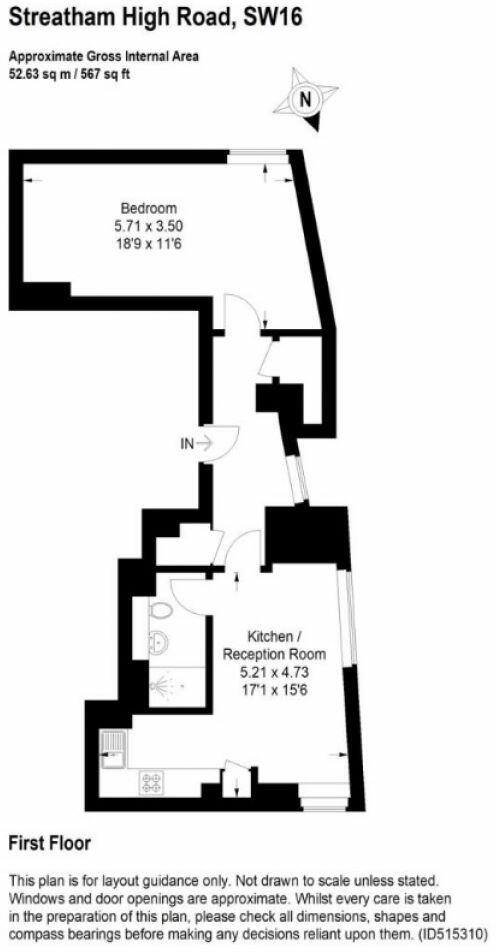 Streatham High Road, SW16
Approximate Gross Internal Area
52.63 sq m / 567 sq ft
N
Bedroom
5.71 x 3.50
18'9 x 11'6
IN
Kitchen /
Reception Room
5.21 x 4.73
17'1 x 15'6
First Floor
This plan is for layout guidance only. Not drawn to scale unless stated.
Windows and door openings are approximate. Whilst every care is taken
in the preparation of this plan, please check all dimensions, shapes and
compass bearings before making any decisions reliant upon them. (ID515310)